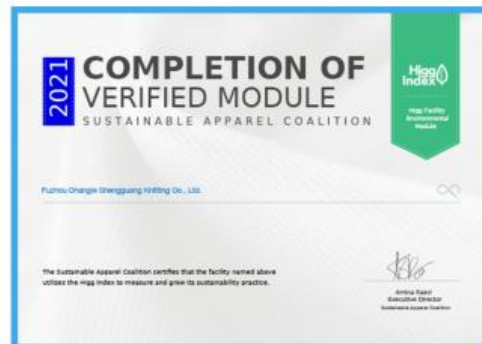 2021
COMPLETION OF
VERIFIED MODULE
SUSTAINABLE APPAREL COALITION
Higg
Index
Higg Facility
Environmental
Module
Fuzhou Changle Shengguang Knitting Co., Ltd.
The Sustainable Apparel Coalition certifies that the facility named above
utilizes the Higg Index to measure and grow its sustainability practice.
Amina Razvi
Executive Director
Sustainable Apparel Coalition